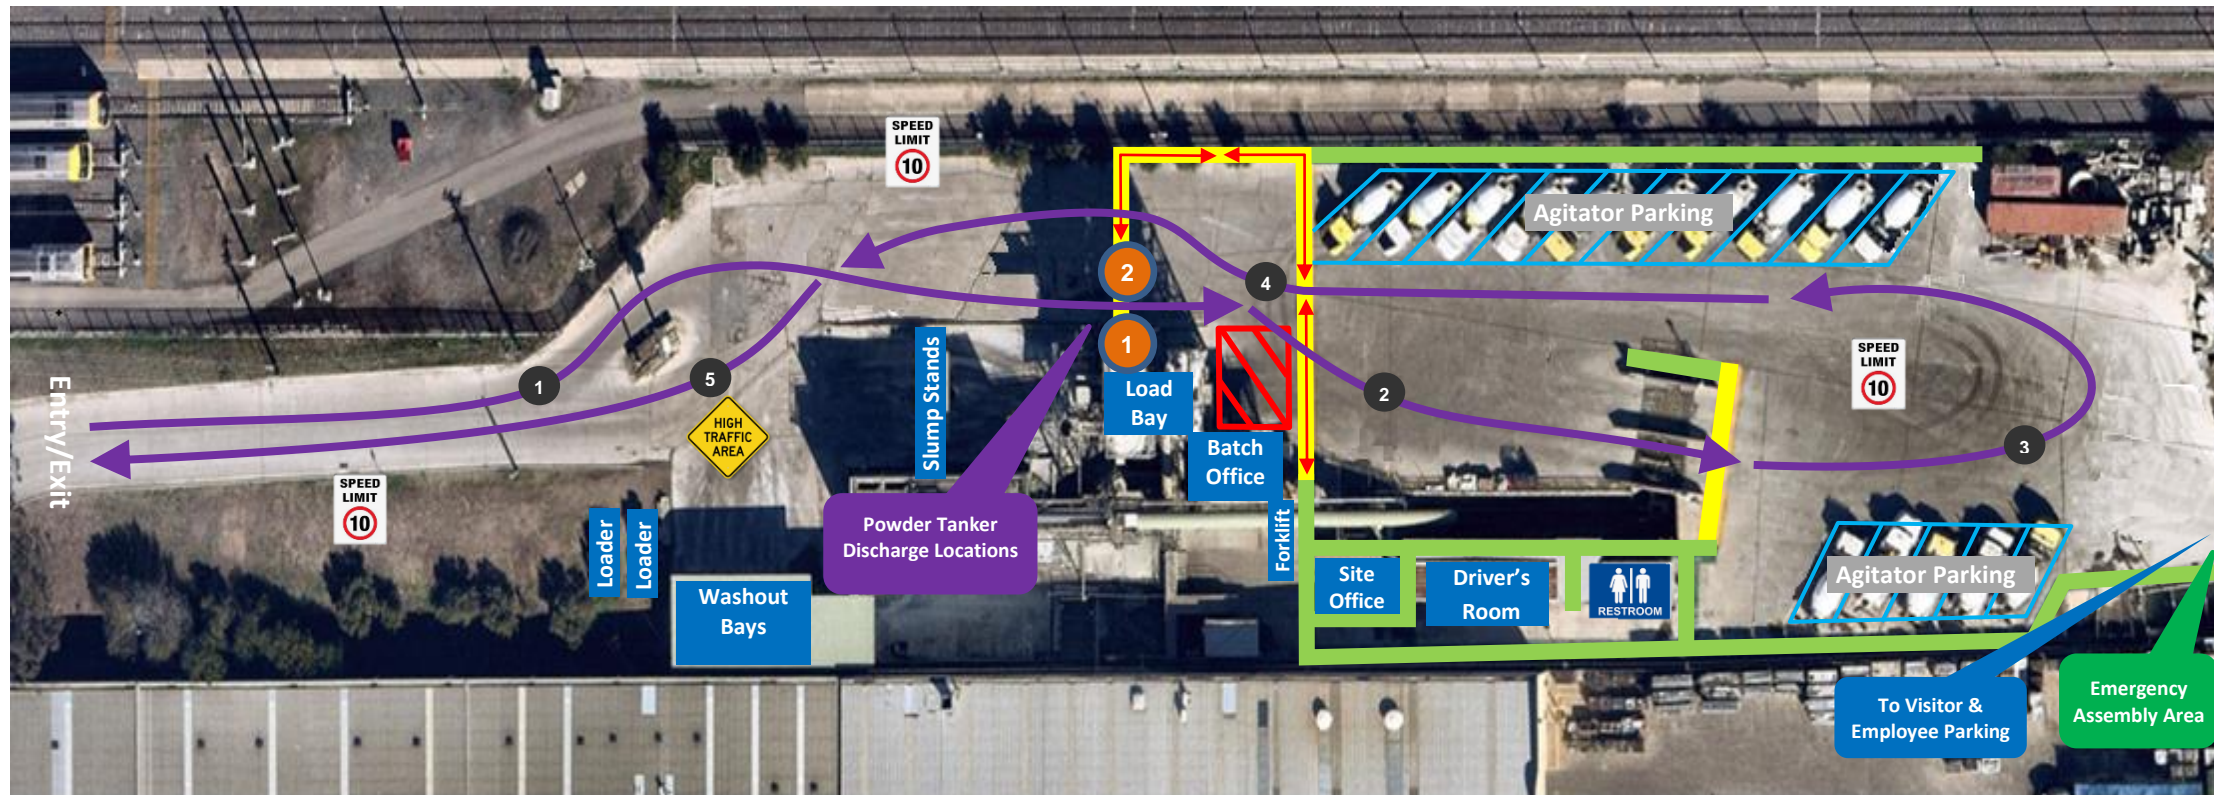 SPEED
LIMIT
10
Agitator Parking
2
4
1
SPEED
LIMIT
10
Entry/Exit
1
5
2
3
HIGH
TRAFFIC
AREA
Slump Stands
Load
Bay
Batch
Office
SPEED
LIMIT
10
Powder Tanker
Discharge Locations
Forklift
Loader
Loader
Washout
Bays
Site
Office
Driver's
Room
RESTROOM
Agitator Parking
To Visitor &
Employee Parking
Emergency
Assembly Area